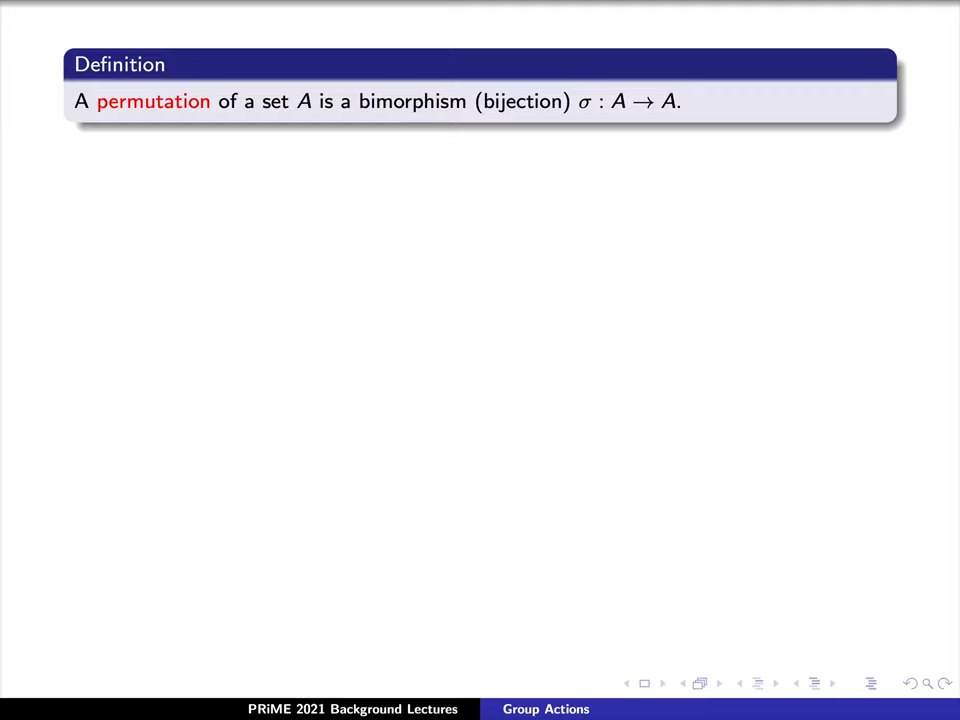 Definition
A permutation of a set A is a bimorphism (bijection) σ : A → A.
PRiME 2021 Background Lectures Group Actions